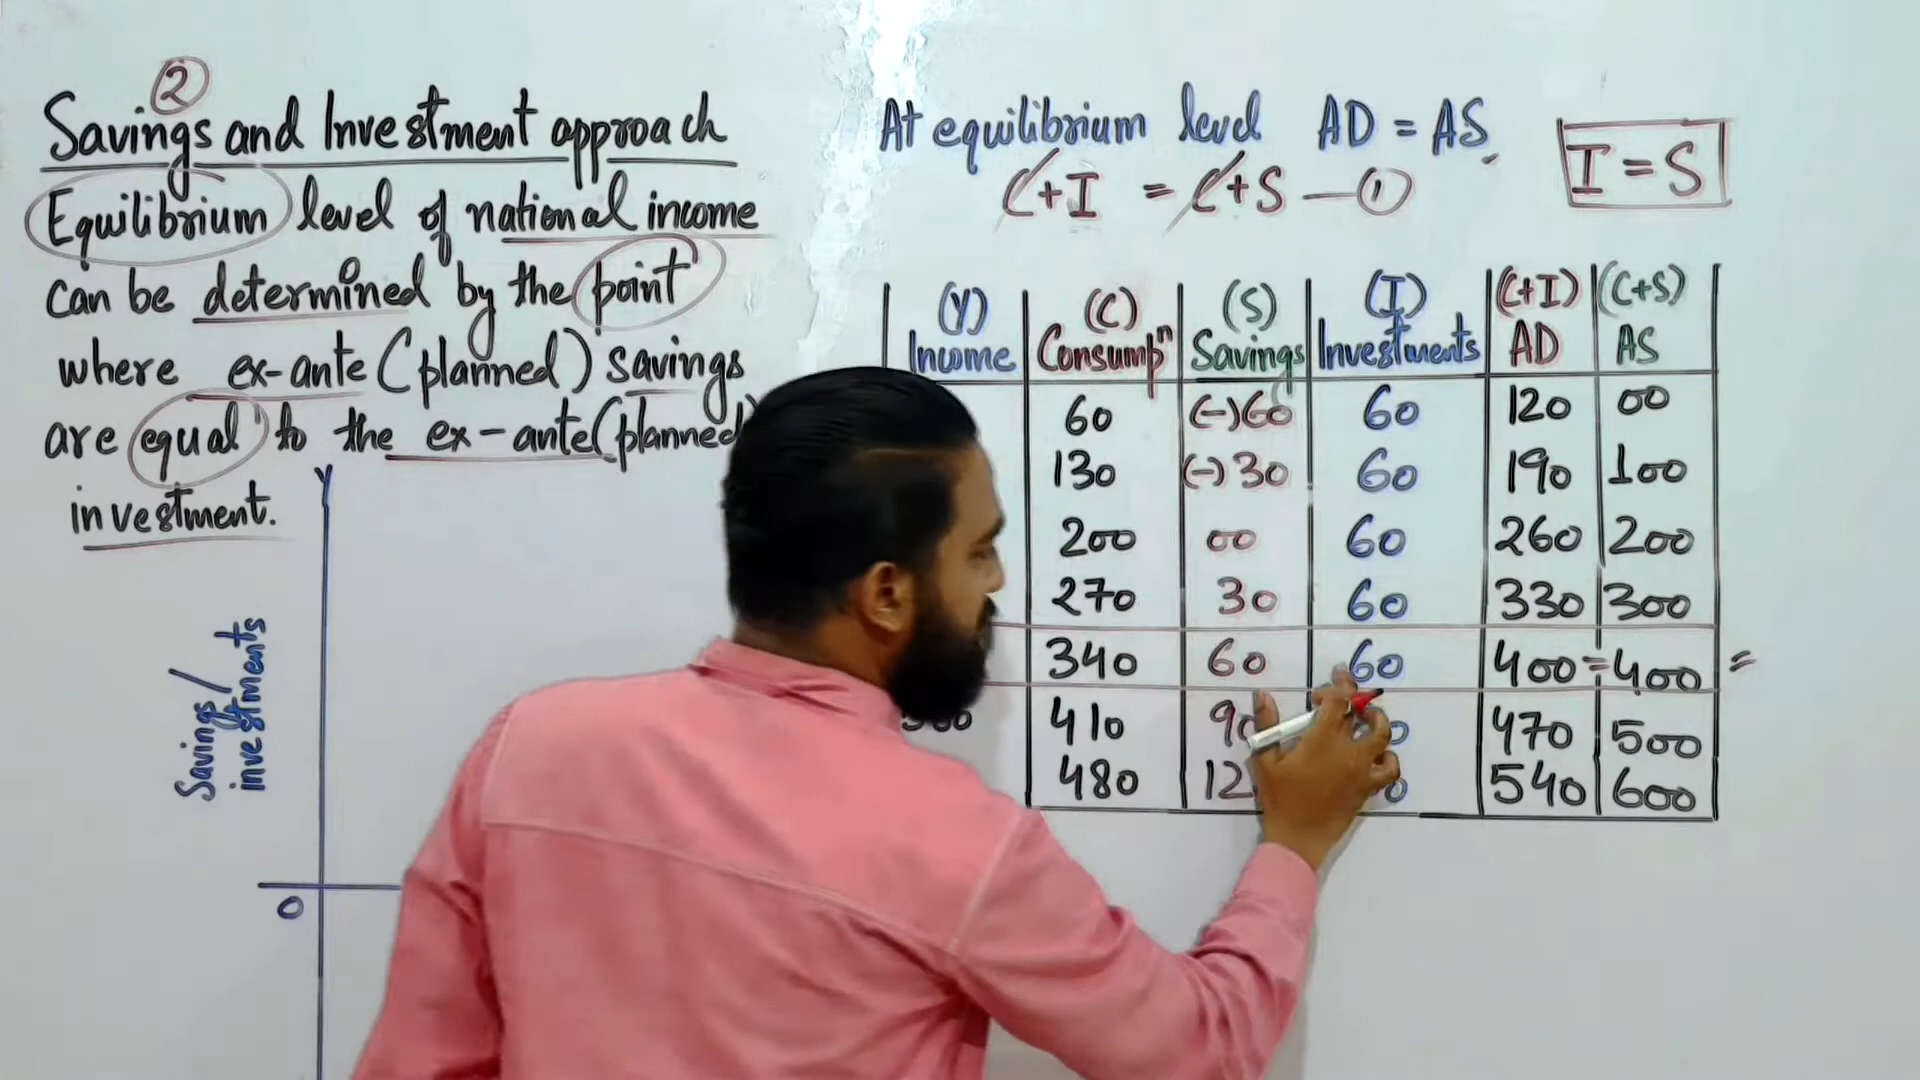 ②
Savings and Investment approach
Equilibrium level of national income
can be determined by the point
where ex-ante (planned) savings
are equal to the ex-ante (planned)
investment.
Y
Savings/
investments
O
At equilibrium level AD = AS
C+I = C+S —①
I = S
(Y) (C) (S) (I) (C+I) (C+S)
Income Consumpⁿ Savings Investments AD AS
60 (-)60 60 120 00
130 (-)30 60 190 100
200 00 60 260 200
270 30 60 330 300
340 60 60 400=400 =
410 470 500
480 540 600